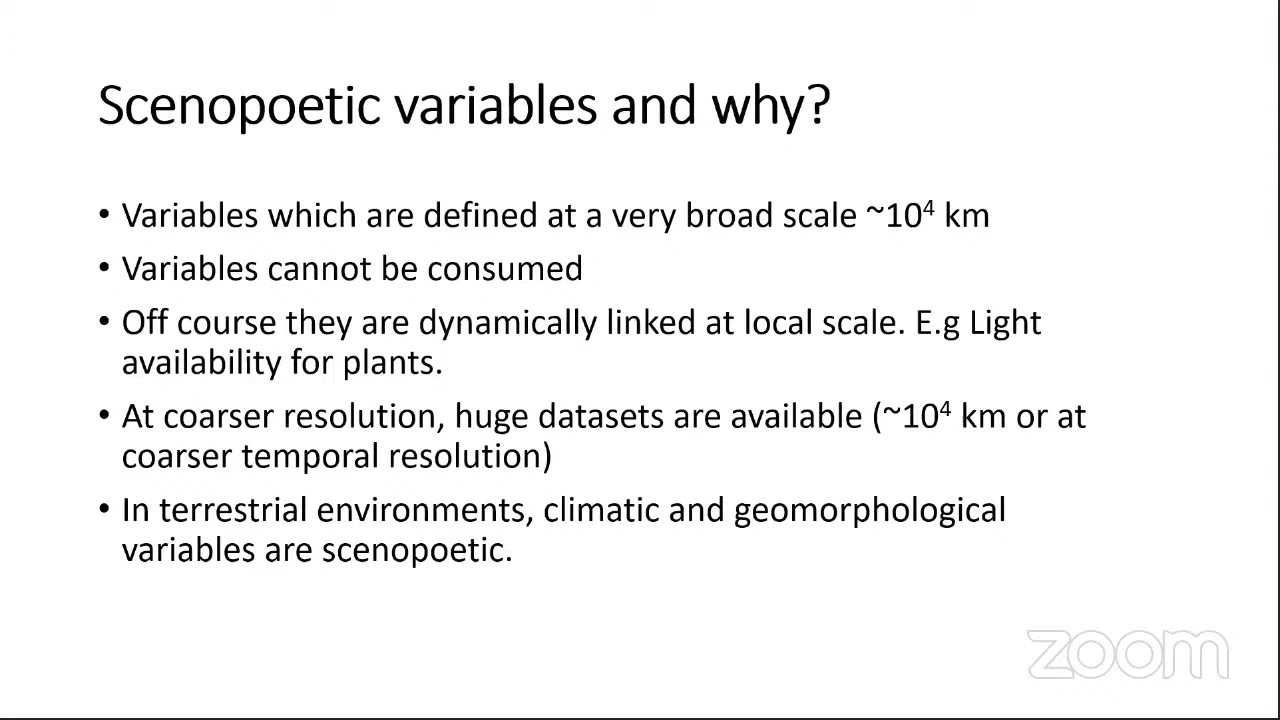 Scenopoetic variables and why?
• Variables which are defined at a very broad scale ~10⁴ km
• Variables cannot be consumed
• Off course they are dynamically linked at local scale. E.g Light
availability for plants.
• At coarser resolution, huge datasets are available (~10⁴ km or at
coarser temporal resolution)
• In terrestrial environments, climatic and geomorphological
variables are scenopoetic.
zoom